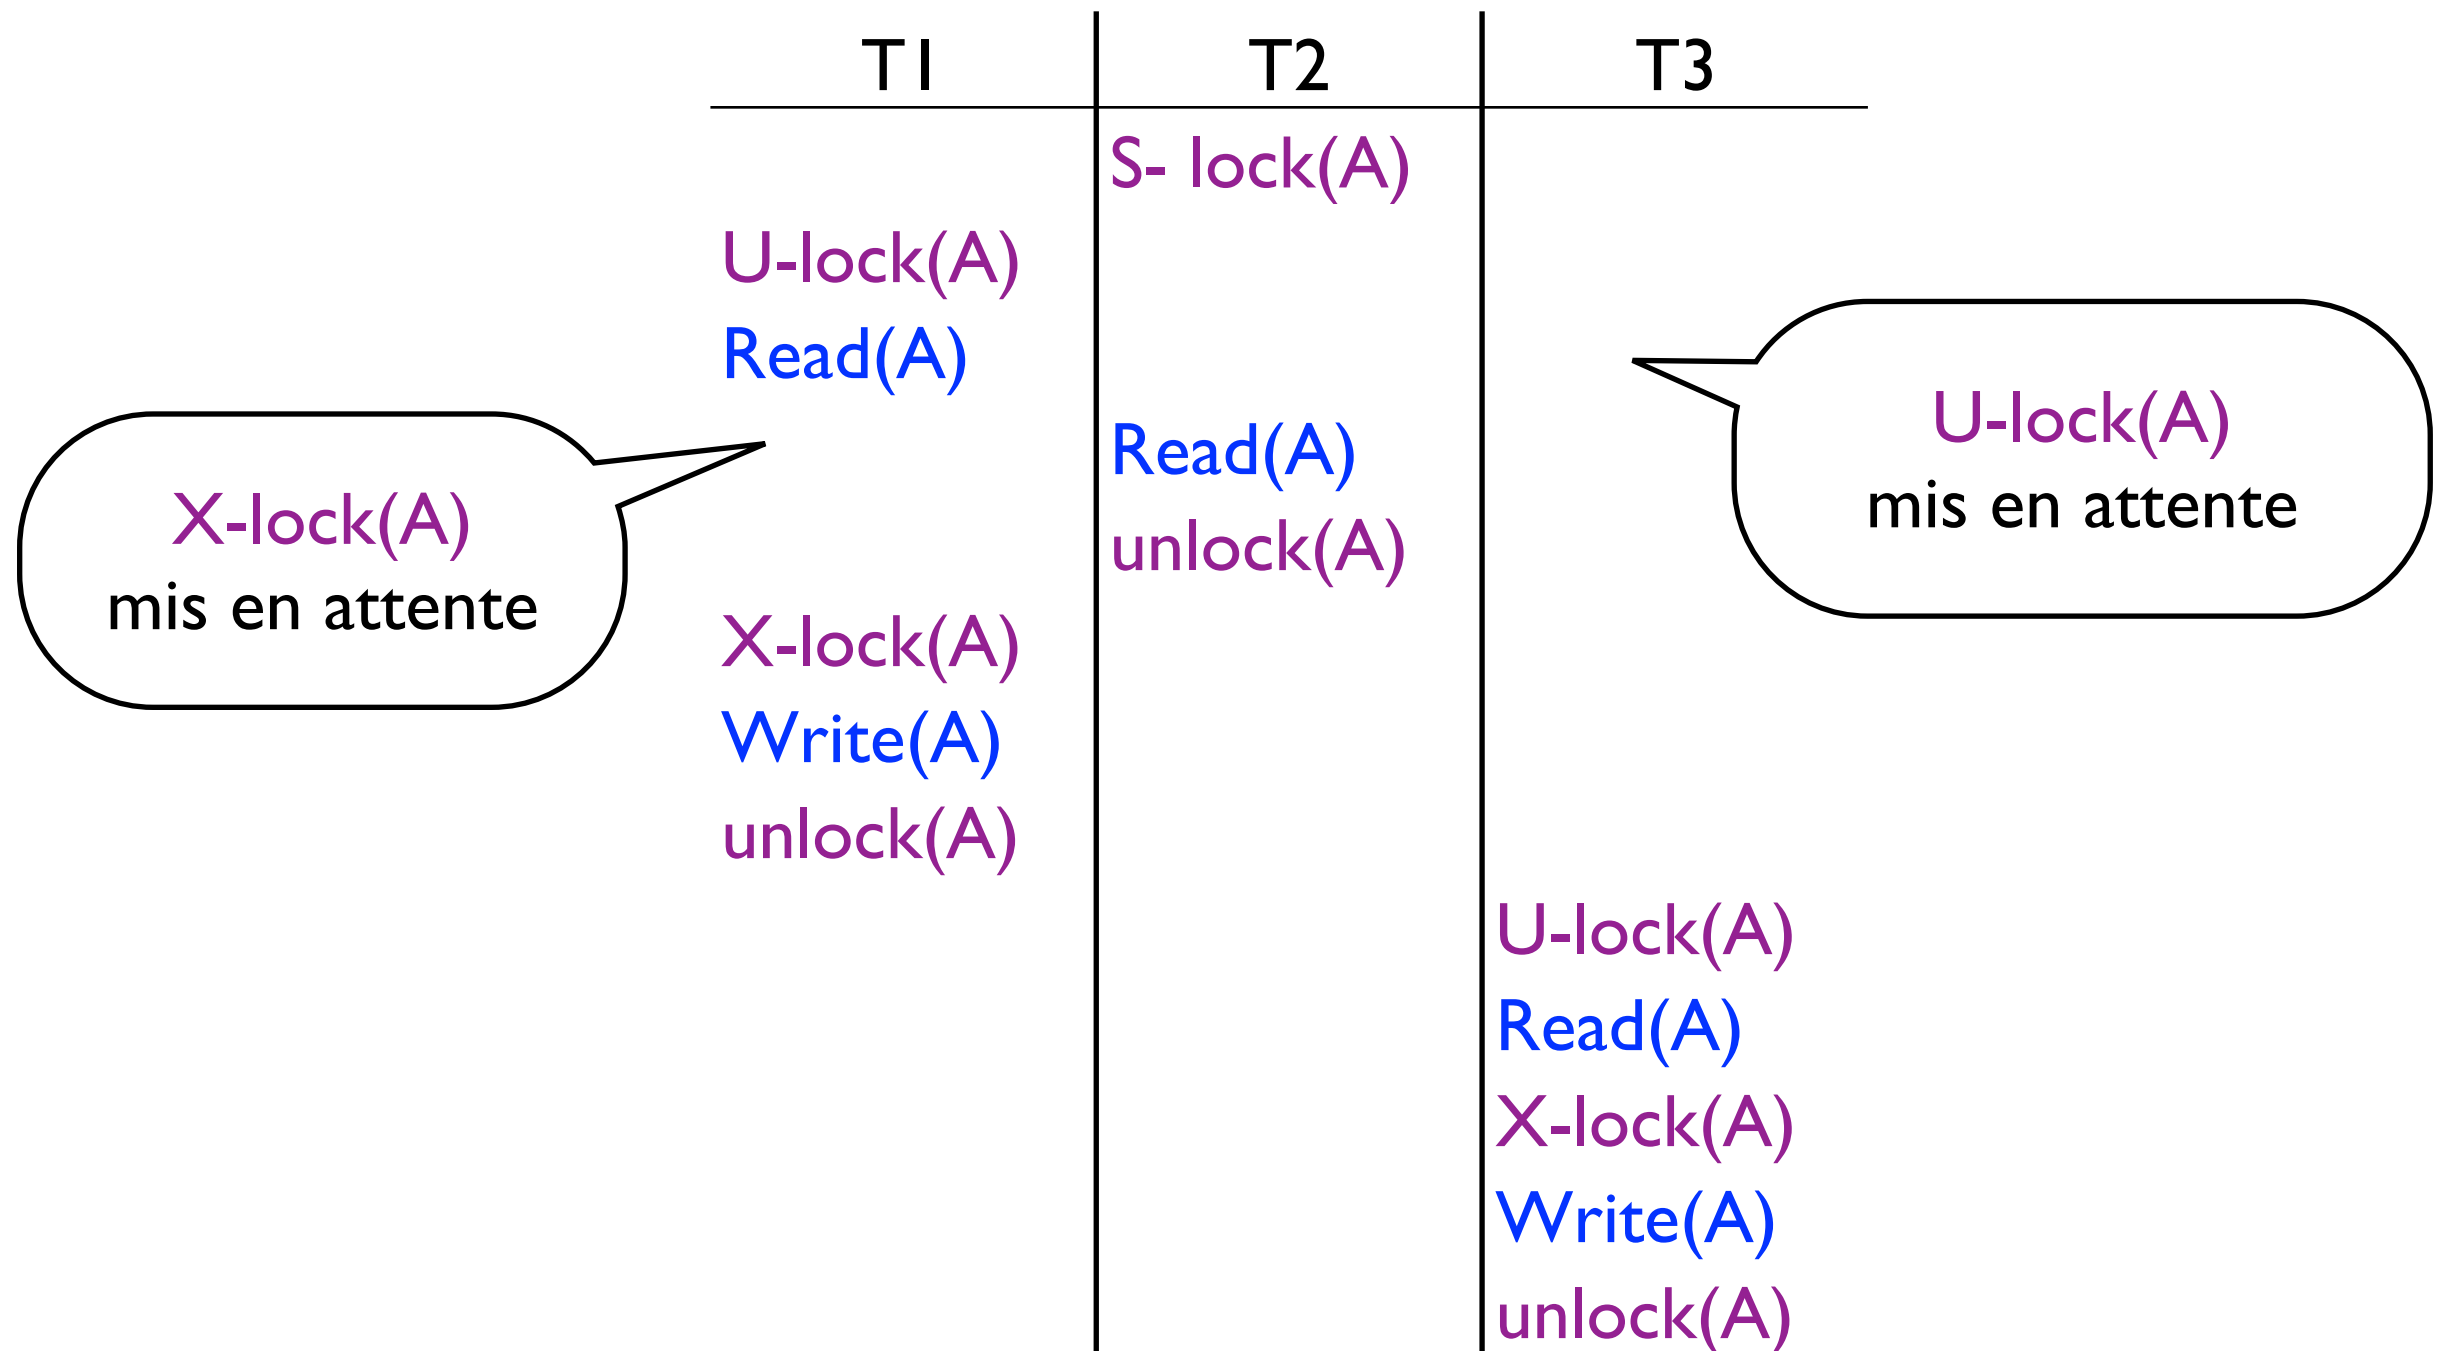 T1 T2 T3
S- lock(A)
U-lock(A)
Read(A)
U-lock(A)
mis en attente
Read(A)
X-lock(A)
mis en attente
unlock(A)
X-lock(A)
Write(A)
unlock(A)
U-lock(A)
Read(A)
X-lock(A)
Write(A)
unlock(A)